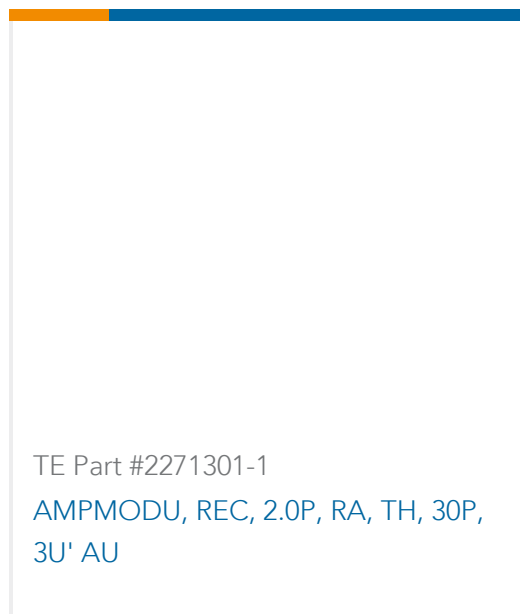 TE Part #2271301-1
AMPMODU, REC, 2.0P, RA, TH, 30P,
3U' AU